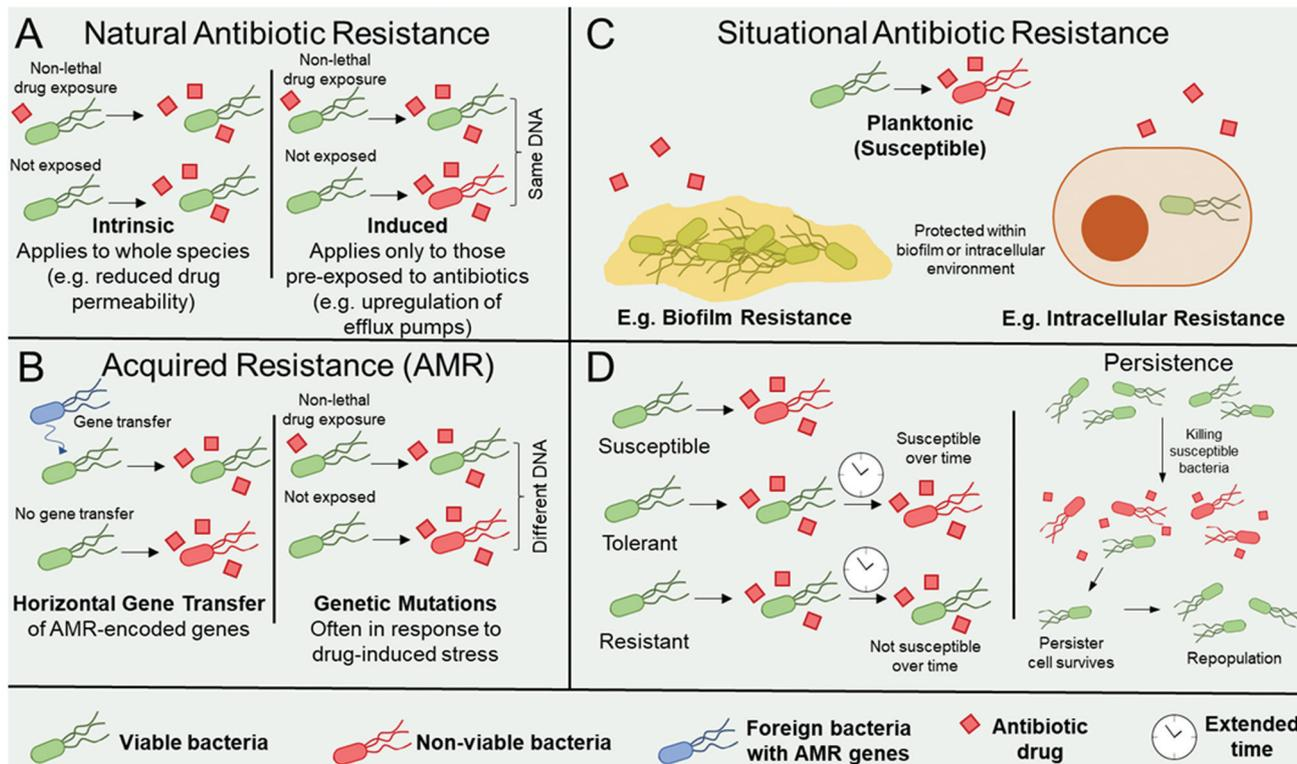 A
Natural Antibiotic Resistance
Non-lethal
drug exposure
Not exposed
Intrinsic
Applies to whole species
(e.g. reduced drug
permeability)
Non-lethal
drug exposure
Not exposed
Same DNA
Induced
Applies only to those
pre-exposed to antibiotics
(e.g. upregulation of
efflux pumps)
B
Acquired Resistance (AMR)
Gene transfer
No gene transfer
Horizontal Gene Transfer
of AMR-encoded genes
Non-lethal
drug exposure
Not exposed
Different DNA
Genetic Mutations
Often in response to
drug-induced stress
C
Situational Antibiotic Resistance
Planktonic
(Susceptible)
Protected within
biofilm or intracellular
environment
E.g. Biofilm Resistance
E.g. Intracellular Resistance
D
Susceptible
Tolerant
Susceptible
over time
Resistant
Not susceptible
over time
Persistence
Killing
susceptible
bacteria
Persister
cell survives
Repopulation
Viable bacteria
Non-viable bacteria
Foreign bacteria
with AMR genes
Antibiotic
drug
Extended
time